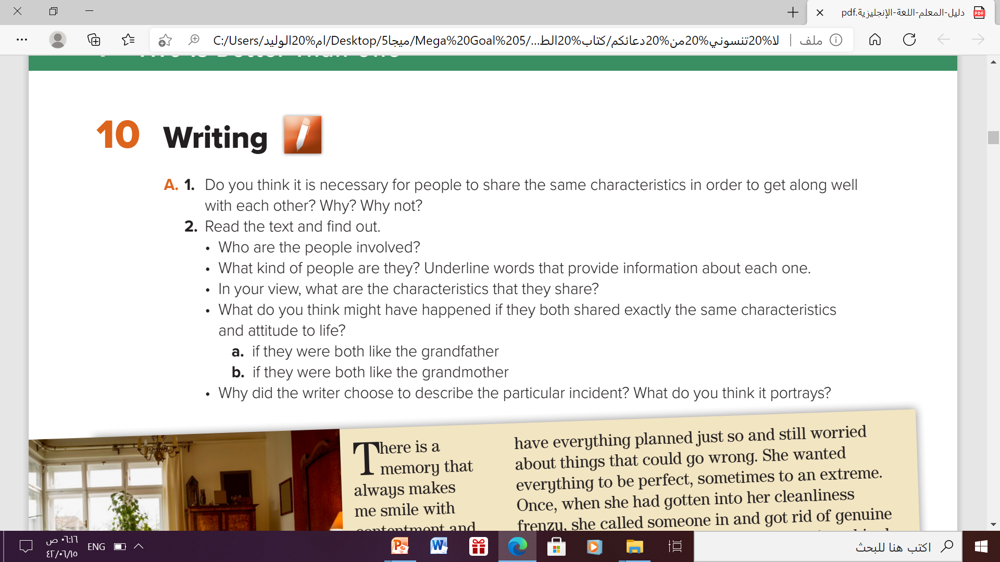 دليل-المعلم-اللغة-الإنجليزية.pdf
ملف
C:/Users/ام%20الوليد/Desktop/ميجا5/Mega%20Goal%205/...كتاب%20الط/لا%20تنسوني%20من%20دعائكم
10 Writing
A. 1. Do you think it is necessary for people to share the same characteristics in order to get along well
with each other? Why? Why not?
2. Read the text and find out.
• Who are the people involved?
• What kind of people are they? Underline words that provide information about each one.
• In your view, what are the characteristics that they share?
• What do you think might have happened if they both shared exactly the same characteristics
and attitude to life?
a. if they were both like the grandfather
b. if they were both like the grandmother
• Why did the writer choose to describe the particular incident? What do you think it portrays?
There is a
memory that
always makes
me smile with
contentment and
have everything planned just so and still worried
about things that could go wrong. She wanted
everything to be perfect, sometimes to an extreme.
Once, when she had gotten into her cleanliness
frenzy, she called someone in and got rid of genuine
٠٦:١٦ ص
ENG
٤٢/٠٦/١٥
اكتب هنا للبحث